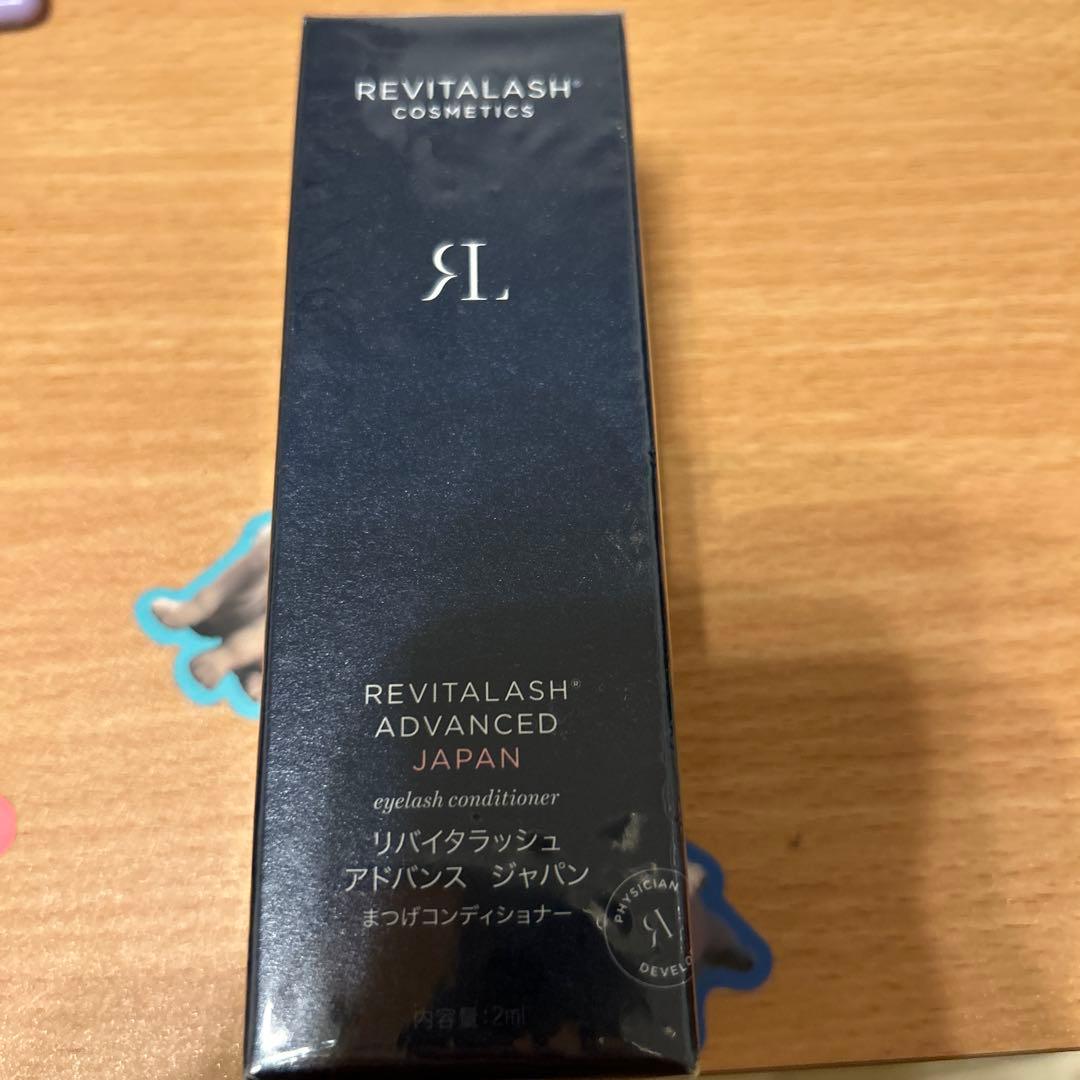 REVITALASH®
COSMETICS
RL
REVITALASH®
ADVANCED
JAPAN
eyelash conditioner
リバイタラッシュ
アドバンス ジャパン
まつげコンディショナー
PHYSICIAN
R
DEVELO
内容量:2ml